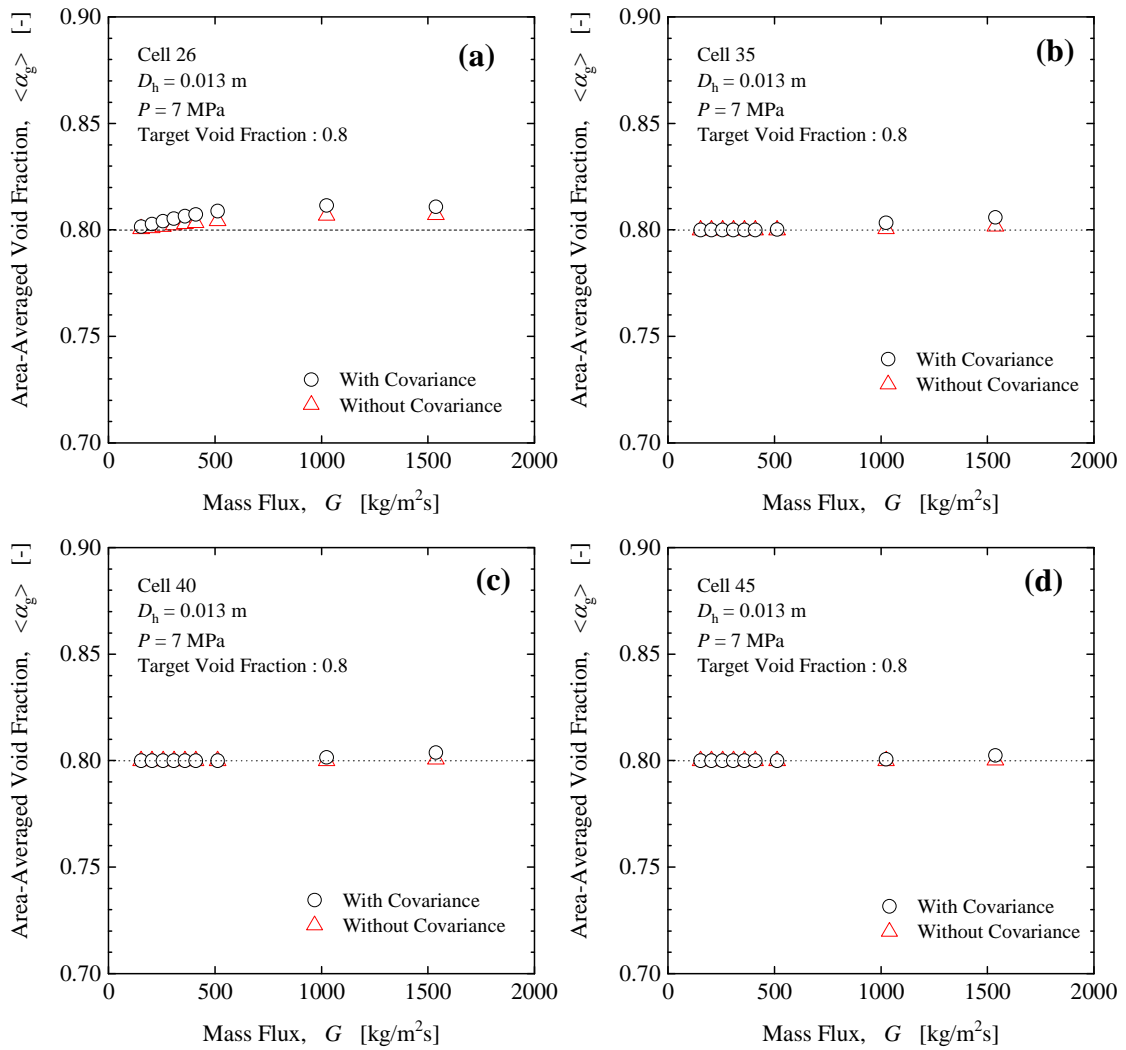 Area-Averaged Void Fraction, <αg> [-]
0.90
0.85
0.80
0.75
0.70
(a)
Cell 26
Dh = 0.013 m
P = 7 MPa
Target Void Fraction : 0.8
With Covariance
Without Covariance
0 500 1000 1500 2000
Mass Flux, G [kg/m²s]
Area-Averaged Void Fraction, <αg> [-]
0.90
0.85
0.80
0.75
0.70
(b)
Cell 35
Dh = 0.013 m
P = 7 MPa
Target Void Fraction : 0.8
With Covariance
Without Covariance
0 500 1000 1500 2000
Mass Flux, G [kg/m²s]
Area-Averaged Void Fraction, <αg> [-]
0.90
0.85
0.80
0.75
0.70
(c)
Cell 40
Dh = 0.013 m
P = 7 MPa
Target Void Fraction : 0.8
With Covariance
Without Covariance
0 500 1000 1500 2000
Mass Flux, G [kg/m²s]
Area-Averaged Void Fraction, <αg> [-]
0.90
0.85
0.80
0.75
0.70
(d)
Cell 45
Dh = 0.013 m
P = 7 MPa
Target Void Fraction : 0.8
With Covariance
Without Covariance
0 500 1000 1500 2000
Mass Flux, G [kg/m²s]